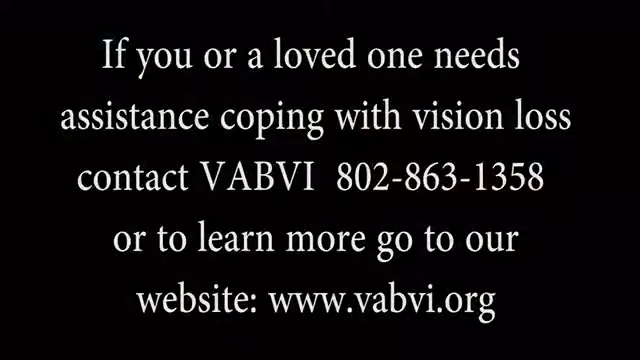 If you or a loved one needs
assistance coping with vision loss
contact VABVI  802-863-1358
or to learn more go to our
website: www.vabvi.org